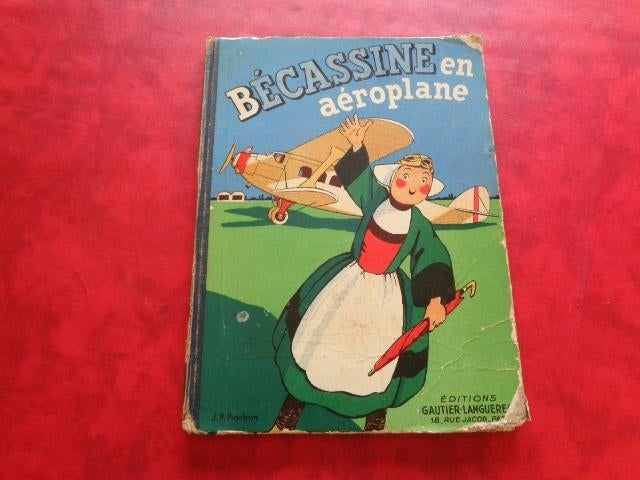 BÉCASSINE en
aéroplane
J.P. Pinchon
ÉDITIONS
GAUTIER-LANGUERE
18, RUE JACOB, PA